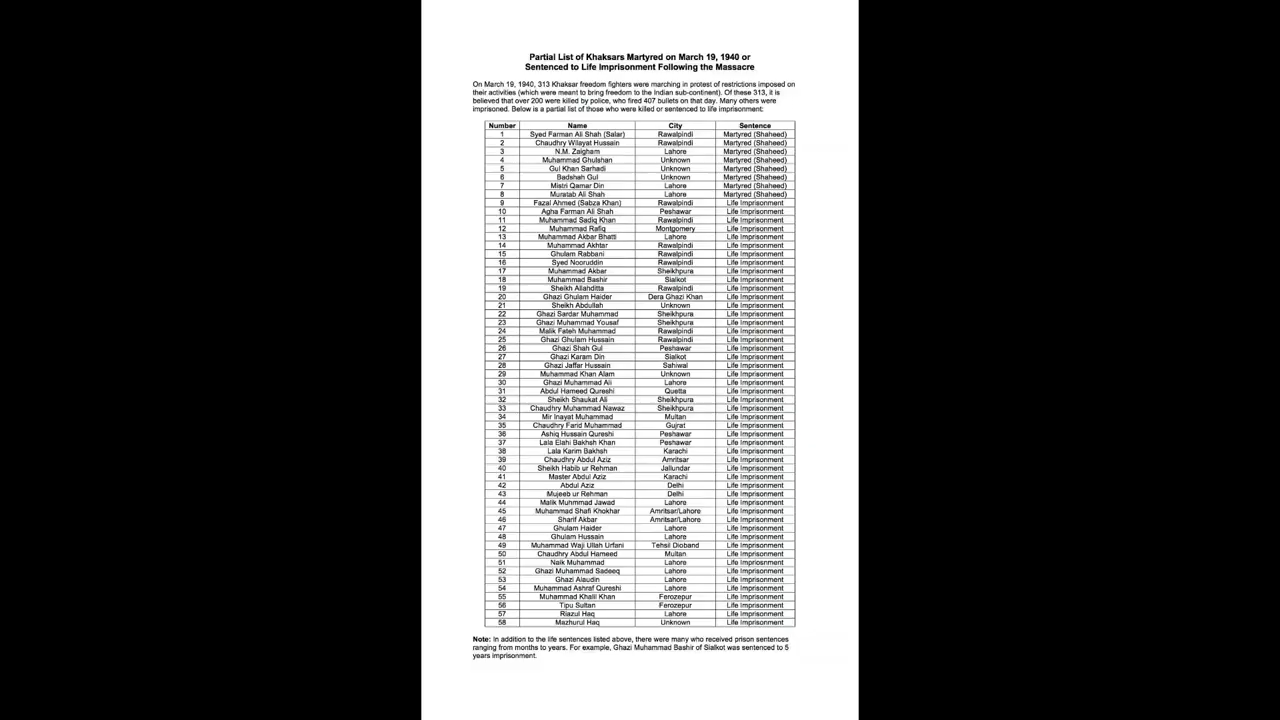 Partial List of Khaksars Martyred on March 19, 1940 or
Sentenced to Life Imprisonment Following the Massacre
On March 19, 1940, 313 Khaksar freedom fighters were marching in protest of restrictions imposed on
their activities (which were meant to bring freedom to the Indian sub-continent). Of these 313, it is
believed that over 200 were killed by police, who fired 407 bullets on that day. Many others were
imprisoned. Below is a partial list of those who were killed or sentenced to life imprisonment:
Number Name City Sentence
1 Syed Farman Ali Shah (Salar) Rawalpindi Martyred (Shaheed)
2 Chaudhry Wilayat Hussain Rawalpindi Martyred (Shaheed)
3 N.M. Zaigham Lahore Martyred (Shaheed)
4 Muhammad Ghulshan Unknown Martyred (Shaheed)
5 Gul Khan Sarhadi Unknown Martyred (Shaheed)
6 Badshah Gul Unknown Martyred (Shaheed)
7 Mistri Qamar Din Lahore Martyred (Shaheed)
8 Muratab Ali Shah Lahore Martyred (Shaheed)
9 Fazal Ahmed (Sabza Khan) Rawalpindi Life Imprisonment
10 Agha Farman Ali Shah Peshawar Life Imprisonment
11 Muhammad Sadiq Khan Rawalpindi Life Imprisonment
12 Muhammad Rafiq Montgomery Life Imprisonment
13 Muhammad Akbar Bhatti Lahore Life Imprisonment
14 Muhammad Akhtar Rawalpindi Life Imprisonment
15 Ghulam Rabbani Rawalpindi Life Imprisonment
16 Syed Nooruddin Rawalpindi Life Imprisonment
17 Muhammad Akbar Sheikhpura Life Imprisonment
18 Muhammad Bashir Sialkot Life Imprisonment
19 Sheikh Allahditta Rawalpindi Life Imprisonment
20 Ghazi Ghulam Haider Dera Ghazi Khan Life Imprisonment
21 Sheikh Abdullah Unknown Life Imprisonment
22 Ghazi Sardar Muhammad Sheikhpura Life Imprisonment
23 Ghazi Muhammad Yousaf Sheikhpura Life Imprisonment
24 Malik Fateh Muhammad Rawalpindi Life Imprisonment
25 Ghazi Ghulam Hussain Rawalpindi Life Imprisonment
26 Ghazi Shah Gul Peshawar Life Imprisonment
27 Ghazi Karam Din Sialkot Life Imprisonment
28 Ghazi Jaffar Hussain Sahiwal Life Imprisonment
29 Muhammad Khan Alam Unknown Life Imprisonment
30 Ghazi Muhammad Ali Lahore Life Imprisonment
31 Abdul Hameed Qureshi Quetta Life Imprisonment
32 Sheikh Shaukat Ali Sheikhpura Life Imprisonment
33 Chaudhry Muhammad Nawaz Sheikhpura Life Imprisonment
34 Mir Inayat Muhammad Multan Life Imprisonment
35 Chaudhry Farid Muhammad Gujrat Life Imprisonment
36 Ashiq Hussain Qureshi Peshawar Life Imprisonment
37 Lala Elahi Bakhsh Khan Peshawar Life Imprisonment
38 Lala Karim Bakhsh Karachi Life Imprisonment
39 Chaudhry Abdul Aziz Amritsar Life Imprisonment
40 Sheikh Habib ur Rehman Jallundar Life Imprisonment
41 Master Abdul Aziz Karachi Life Imprisonment
42 Abdul Aziz Delhi Life Imprisonment
43 Mujeeb ur Rehman Delhi Life Imprisonment
44 Malik Muhmmad Jawad Lahore Life Imprisonment
45 Muhammad Shafi Khokhar Amritsar/Lahore Life Imprisonment
46 Sharif Akbar Amritsar/Lahore Life Imprisonment
47 Ghulam Haider Lahore Life Imprisonment
48 Ghulam Hussain Lahore Life Imprisonment
49 Muhammad Waji Ullah Urfani Tehsil Dioband Life Imprisonment
50 Chaudhry Abdul Hameed Multan Life Imprisonment
51 Naik Muhammad Lahore Life Imprisonment
52 Ghazi Muhammad Sadeeq Lahore Life Imprisonment
53 Ghazi Alaudin Lahore Life Imprisonment
54 Muhammad Ashraf Qureshi Lahore Life Imprisonment
55 Muhammad Khalil Khan Ferozepur Life Imprisonment
56 Tipu Sultan Ferozepur Life Imprisonment
57 Riazul Haq Lahore Life Imprisonment
58 Mazhurul Haq Unknown Life Imprisonment
Note: In addition to the life sentences listed above, there were many who received prison sentences
ranging from months to years. For example, Ghazi Muhammad Bashir of Sialkot was sentenced to 5
years imprisonment.